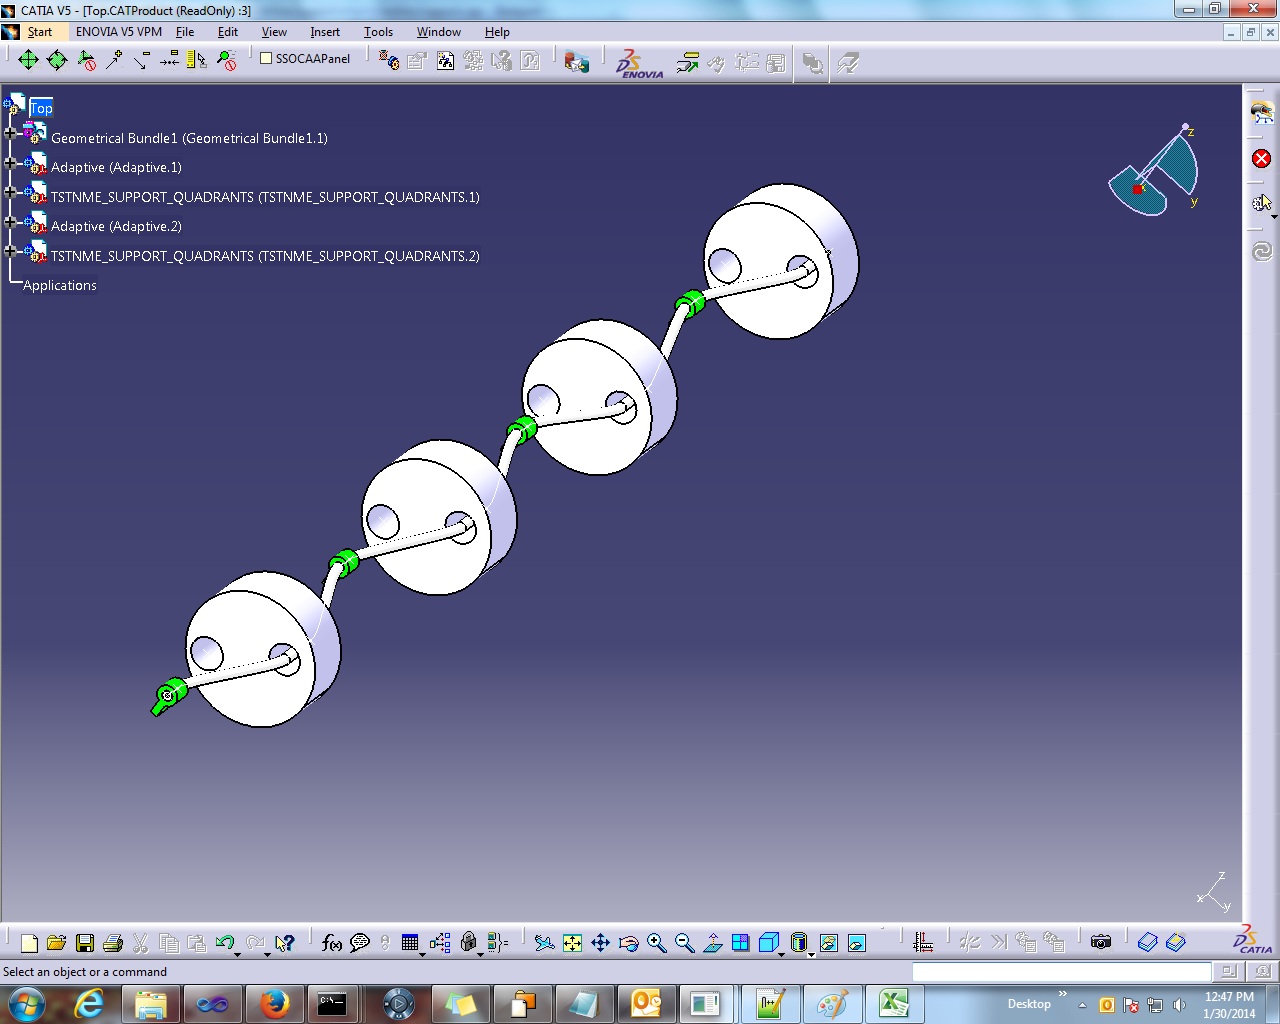 CATIA V5 - [Top.CATProduct (ReadOnly) :3]
Start ENOVIA V5 VPM File Edit View Insert Tools Window Help
SSOCAAPanel
ENOVIA
Top
Geometrical Bundle1 (Geometrical Bundle1.1)
Adaptive (Adaptive.1)
TSTNME_SUPPORT_QUADRANTS (TSTNME_SUPPORT_QUADRANTS.1)
Adaptive (Adaptive.2)
TSTNME_SUPPORT_QUADRANTS (TSTNME_SUPPORT_QUADRANTS.2)
Applications
z
y
z
x
y
f(x)
CATIA
Select an object or a command
C:\_
Desktop
12:47 PM
1/30/2014